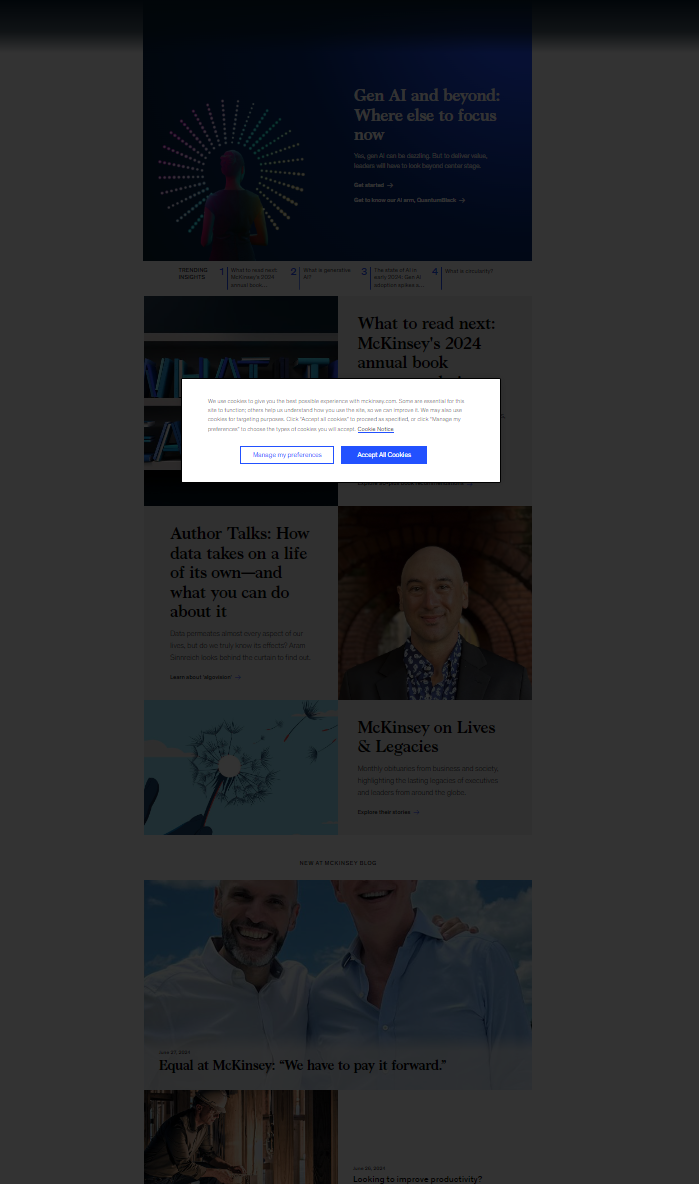 Gen AI and beyond:
Where else to focus
now
Yes, gen AI can be dazzling. But to deliver value,
leaders will have to look beyond center stage.
Get started →
Get to know our AI arm, QuantumBlack →
TRENDING
INSIGHTS
1
What to read next:
McKinsey's 2024
annual book...
2
What is generative
AI?
3
The state of AI in
early 2024: Gen AI
adoption spikes a...
4
What is singularity?
What to read next:
McKinsey's 2024
annual book
We use cookies to give you the best possible experience with mckinsey.com. Some are essential for this
site to function; others help us understand how you use the site, so we can improve it. We may also use
cookies for targeting purposes. Click "Accept all cookies" to proceed as specified, or click "Manage my
preferences" to choose the types of cookies you will accept. Cookie Notice
Manage my preferences
Accept All Cookies
Author Talks: How
data takes on a life
of its own—and
what you can do
about it
Data permeates almost every aspect of our
lives, but do we truly know its effects? Aram
Sinnreich looks behind the curtain to find out.
Learn about 'algovision' →
McKinsey on Lives
& Legacies
Monthly obituaries from business and society,
highlighting the lasting legacies of executives
and leaders from around the globe.
Explore their stories →
NEW AT MCKINSEY BLOG
June 27, 2024
Equal at McKinsey: “We have to pay it forward.”
June 26, 2024
Looking to improve productivity?